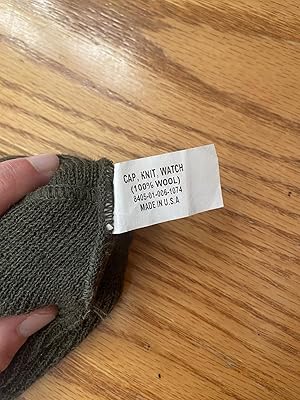 CAP, KNIT, WATCH
(100% WOOL)
8405-01-006-1074
MADE IN U.S.A